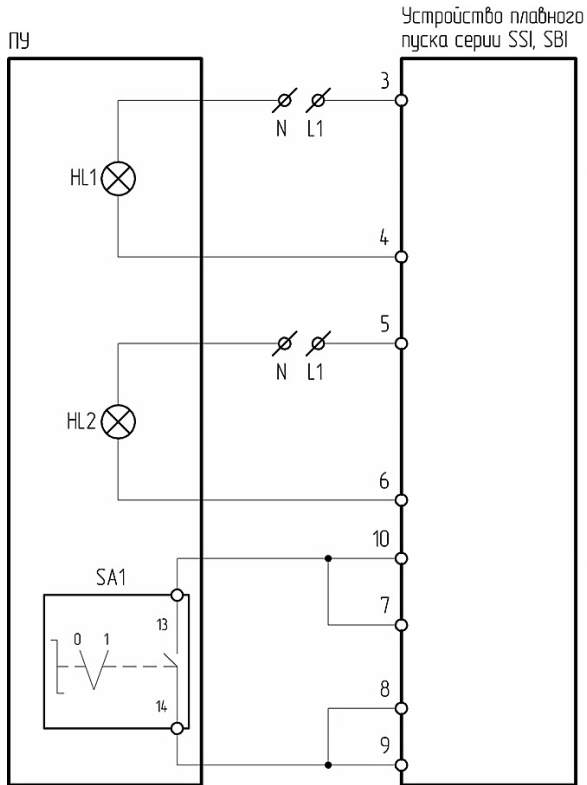 Устройство плавного
ПУ
пуска серии SSI, SBI
3
N L1
HL1
4
5
N L1
HL2
6
10
SA1
13
7
0 1
8
14
9